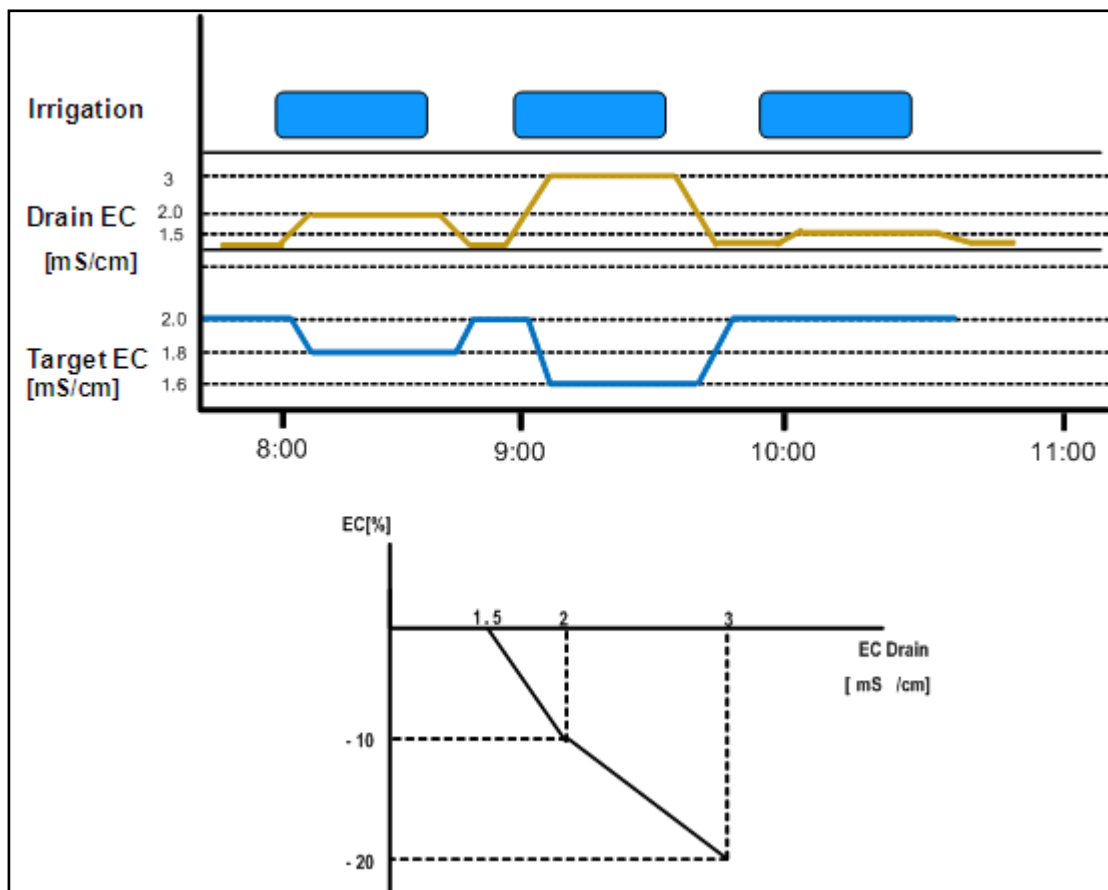 Irrigation
3
Drain EC
2.0
1.5
[mS/cm]
2.0
Target EC
1.8
[mS/cm]
1.6
8:00
9:00
10:00
11:00
EC[%]
1.5
2
3
EC Drain
[ mS /cm]
- 10
- 20